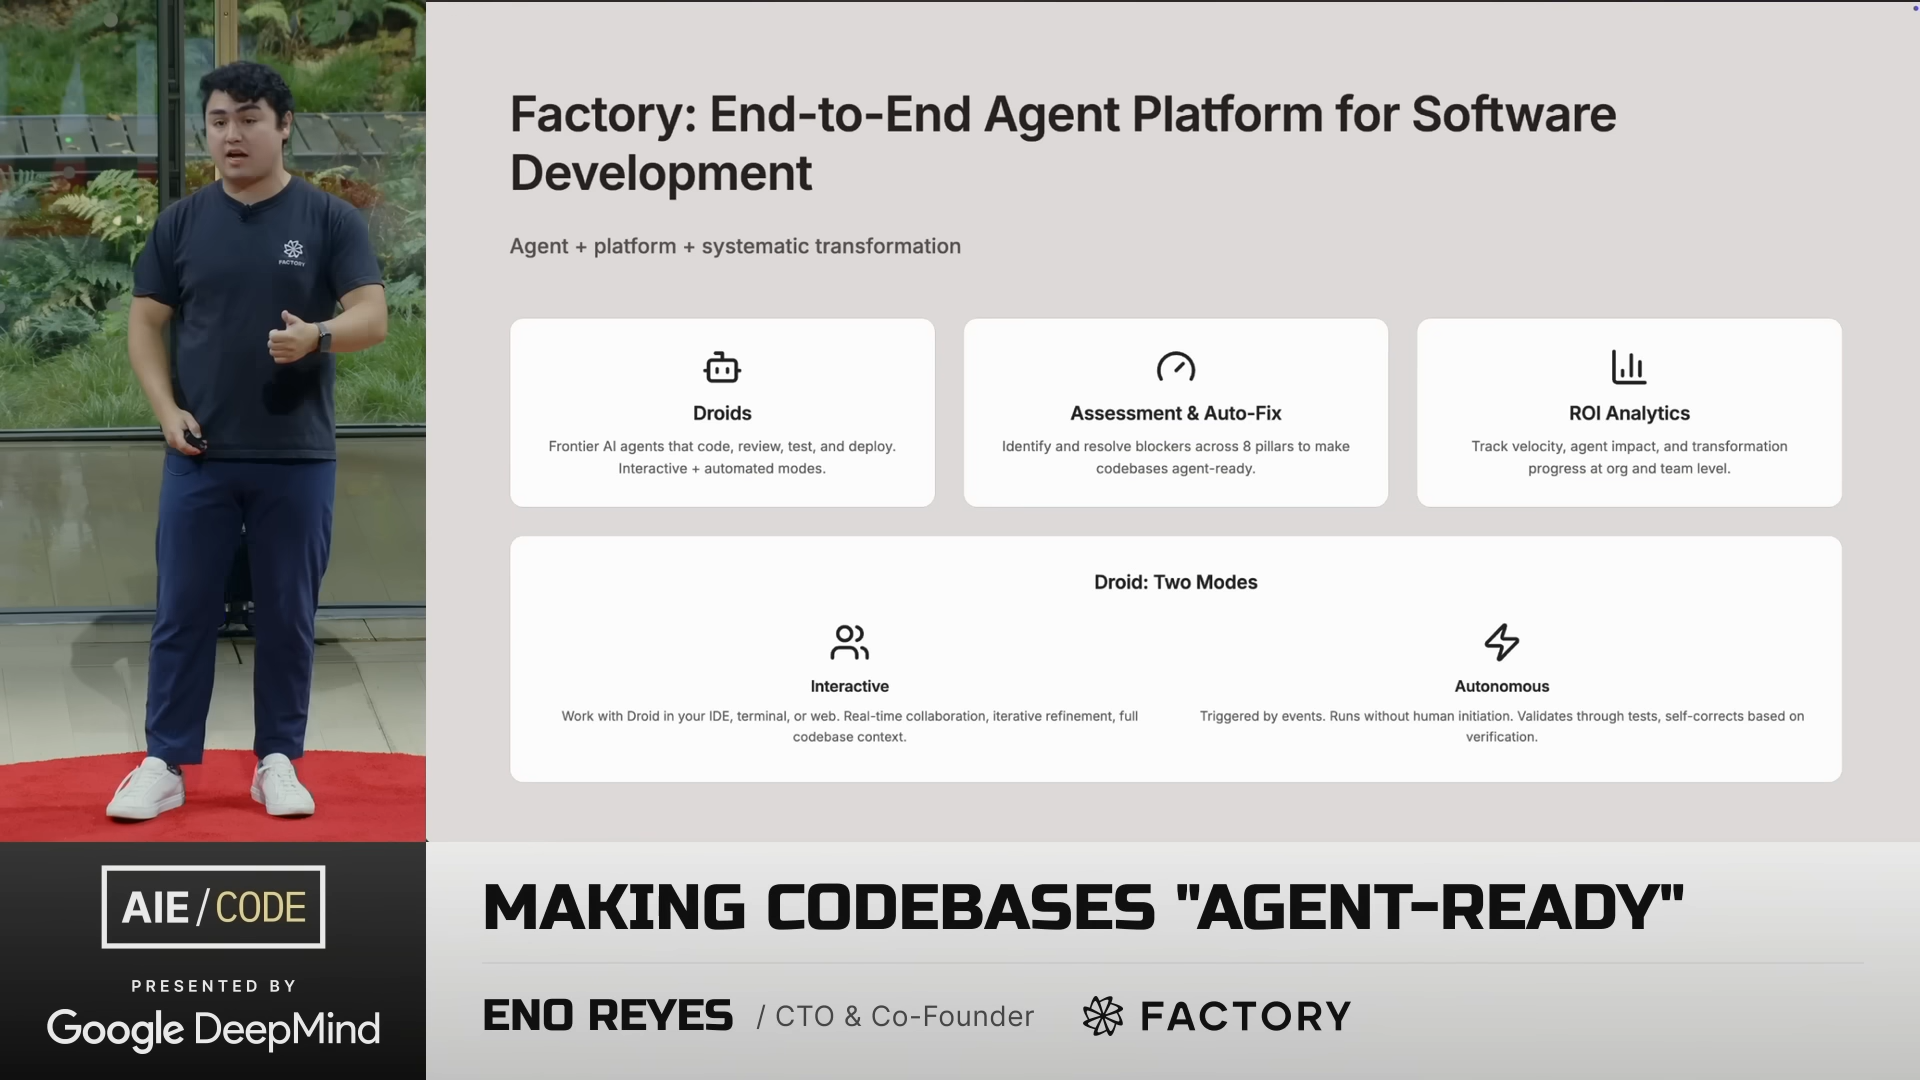 Factory: End-to-End Agent Platform for Software
Development
Agent + platform + systematic transformation
Droids
Frontier AI agents that code, review, test, and deploy.
Interactive + automated modes.
Assessment & Auto-Fix
Identify and resolve blockers across 8 pillars to make
codebases agent-ready.
ROI Analytics
Track velocity, agent impact, and transformation
progress at org and team level.
Droid: Two Modes
Interactive
Work with Droid in your IDE, terminal, or web. Real-time collaboration, iterative refinement, full
codebase context.
Autonomous
Triggered by events. Runs without human initiation. Validates through tests, self-corrects based on
verification.
FACTORY
AIE/CODE
PRESENTED BY
Google DeepMind
MAKING CODEBASES "AGENT-READY"
ENO REYES / CTO & Co-Founder FACTORY